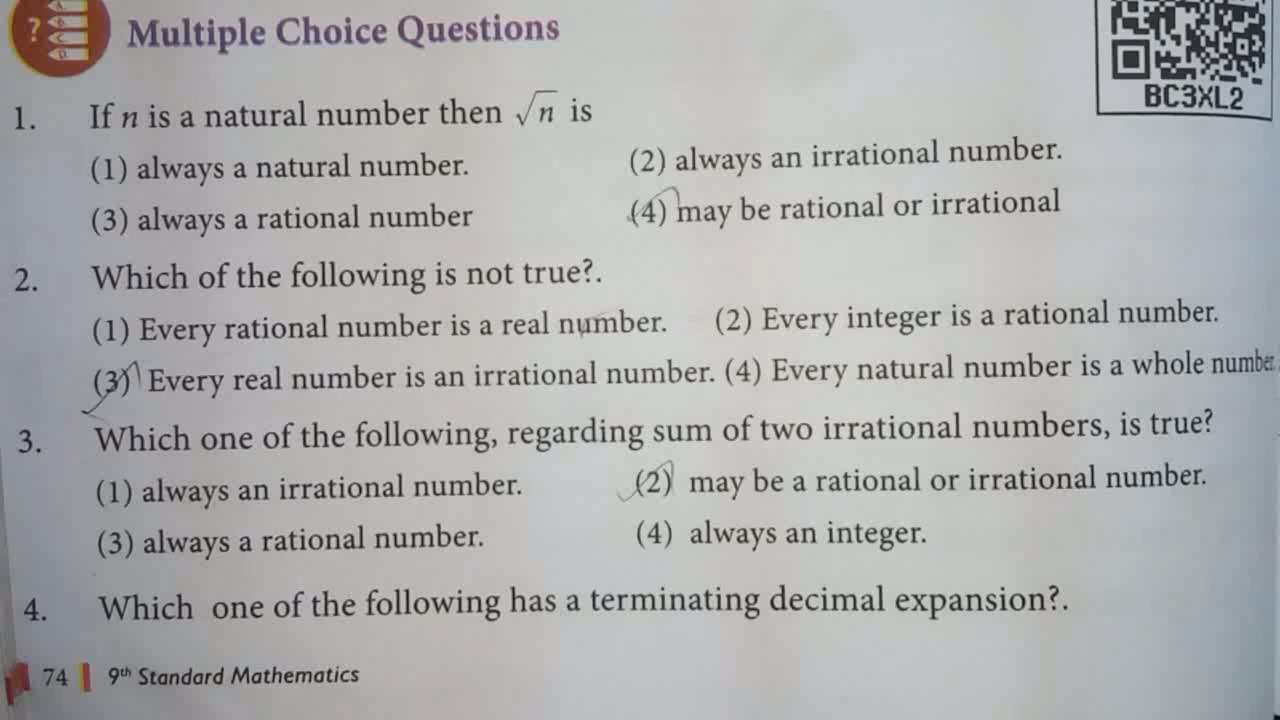 ? A B C D
Multiple Choice Questions
BC3XL2
1. If n is a natural number then √n is
(1) always a natural number. (2) always an irrational number.
(3) always a rational number (4) may be rational or irrational
2. Which of the following is not true?.
(1) Every rational number is a real number. (2) Every integer is a rational number.
(3) Every real number is an irrational number. (4) Every natural number is a whole number.
3. Which one of the following, regarding sum of two irrational numbers, is true?
(1) always an irrational number. (2) may be a rational or irrational number.
(3) always a rational number. (4) always an integer.
4. Which one of the following has a terminating decimal expansion?.
74 9th Standard Mathematics